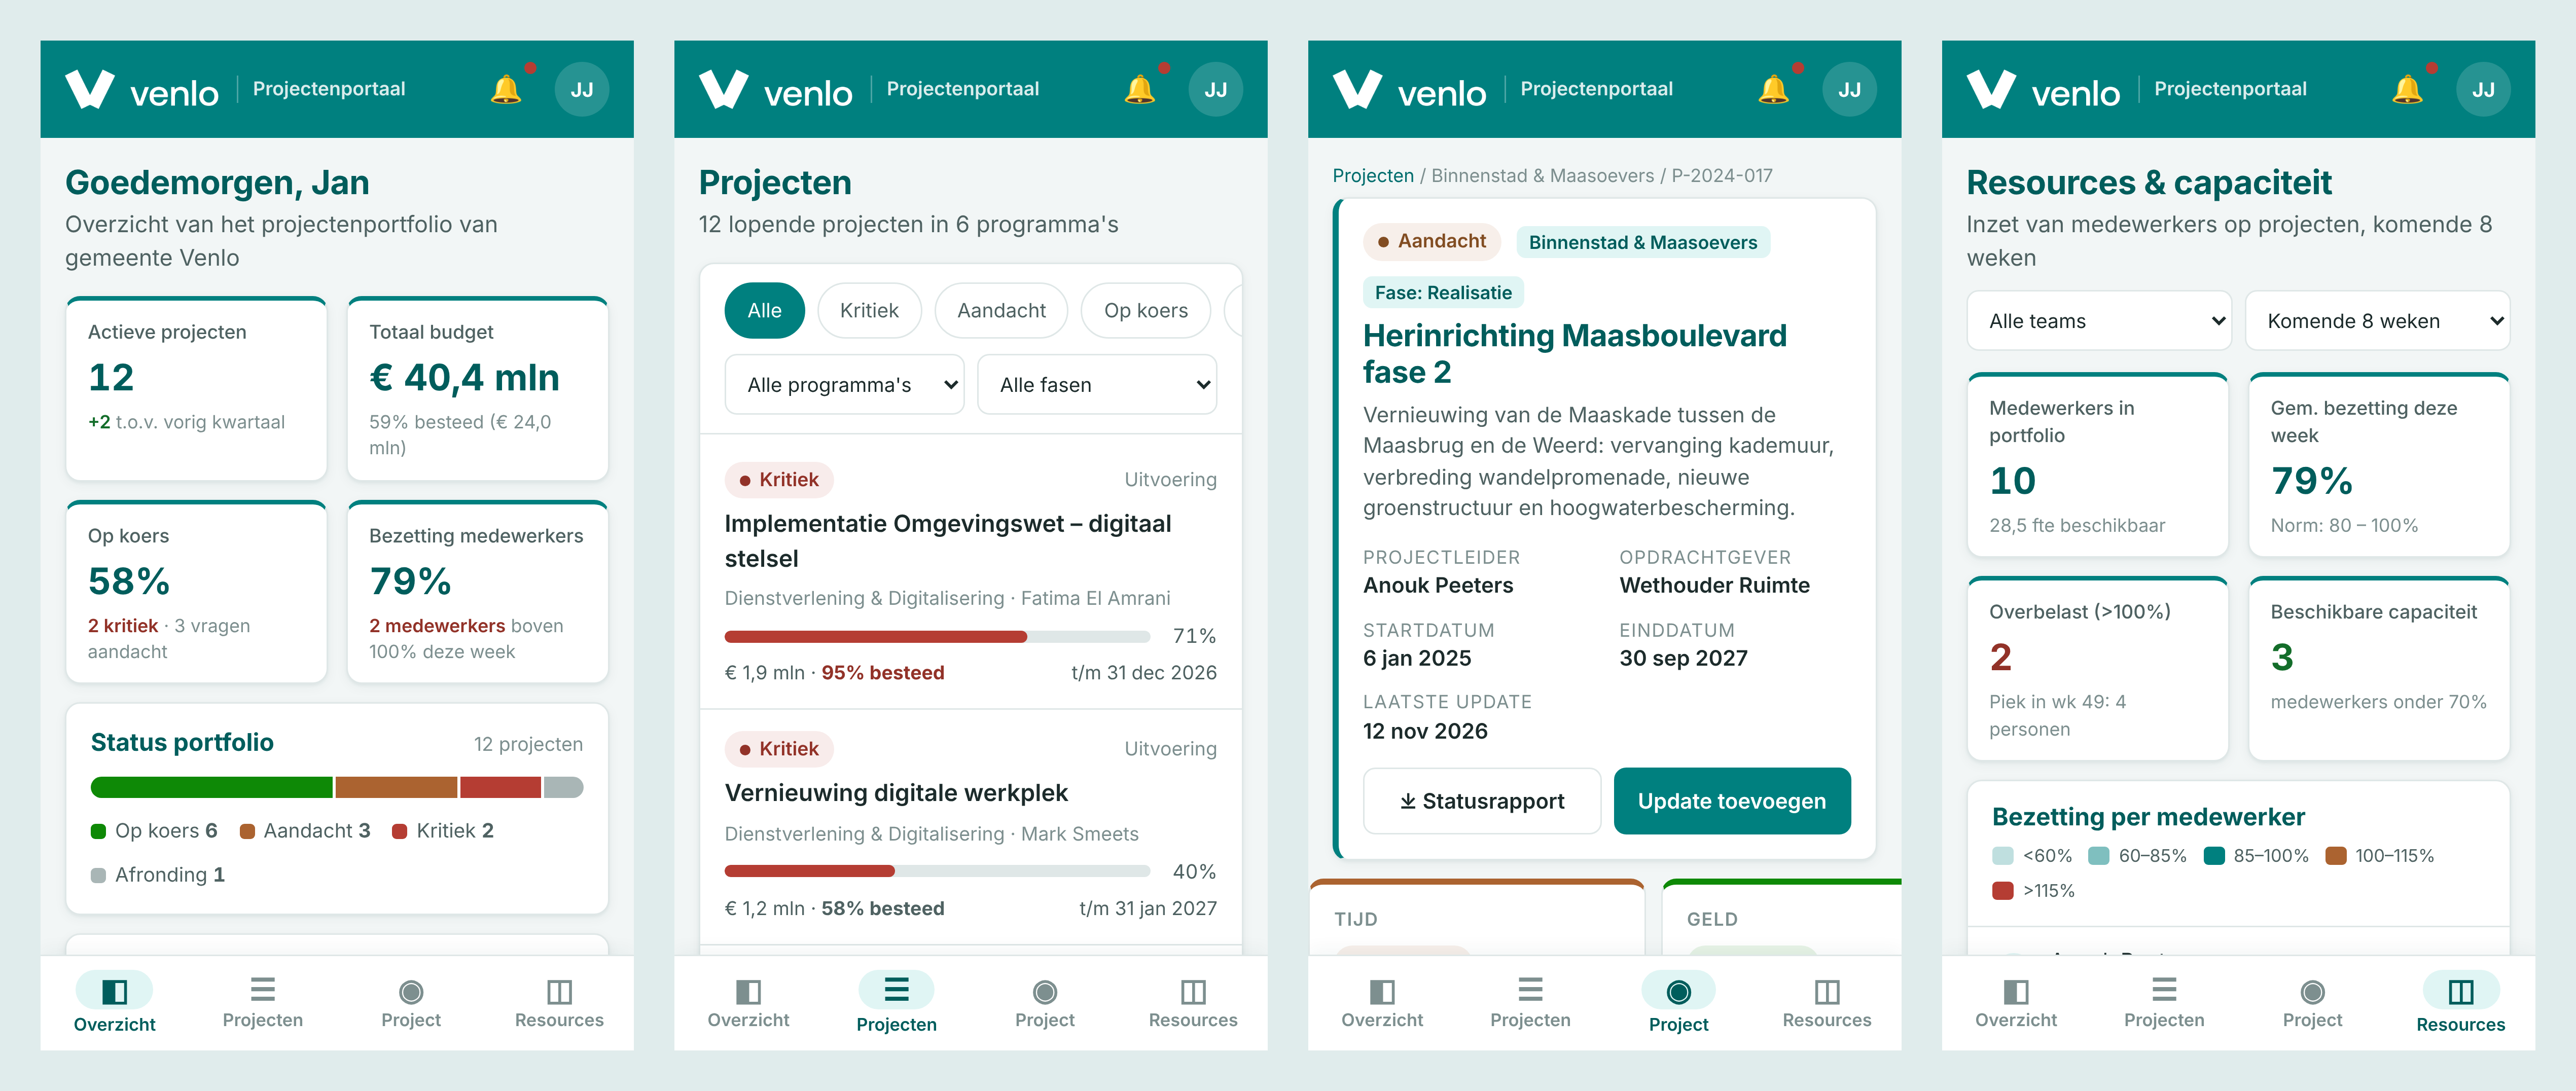 venlo Projectenportaal JJ
Goedemorgen, Jan
Overzicht van het projectenportfolio van
gemeente Venlo
Actieve projecten
12
+2 t.o.v. vorig kwartaal
Totaal budget
€ 40,4 mln
59% besteed (€ 24,0
mln)
Op koers
58%
2 kritiek · 3 vragen
aandacht
Bezetting medewerkers
79%
2 medewerkers boven
100% deze week
Status portfolio 12 projecten
Op koers 6 Aandacht 3 Kritiek 2
Afronding 1
Overzicht Projecten Project Resources
venlo Projectenportaal JJ
Projecten
12 lopende projecten in 6 programma's
Alle Kritiek Aandacht Op koers
Alle programma's Alle fasen
Kritiek Uitvoering
Implementatie Omgevingswet – digitaal
stelsel
Dienstverlening & Digitalisering · Fatima El Amrani
71%
€ 1,9 mln · 95% besteed t/m 31 dec 2026
Kritiek Uitvoering
Vernieuwing digitale werkplek
Dienstverlening & Digitalisering · Mark Smeets
40%
€ 1,2 mln · 58% besteed t/m 31 jan 2027
Overzicht Projecten Project Resources
venlo Projectenportaal JJ
Projecten / Binnenstad & Maasoevers / P-2024-017
Aandacht Binnenstad & Maasoevers
Fase: Realisatie
Herinrichting Maasboulevard
fase 2
Vernieuwing van de Maaskade tussen de
Maasbrug en de Weerd: vervanging kademuur,
verbreding wandelpromenade, nieuwe
groenstructuur en hoogwaterbescherming.
PROJECTLEIDER
Anouk Peeters
OPDRACHTGEVER
Wethouder Ruimte
STARTDATUM
6 jan 2025
EINDDATUM
30 sep 2027
LAATSTE UPDATE
12 nov 2026
Statusrapport Update toevoegen
TIJD GELD
Overzicht Projecten Project Resources
venlo Projectenportaal JJ
Resources & capaciteit
Inzet van medewerkers op projecten, komende 8
weken
Alle teams Komende 8 weken
Medewerkers in
portfolio
10
28,5 fte beschikbaar
Gem. bezetting deze
week
79%
Norm: 80 – 100%
Overbelast (>100%)
2
Piek in wk 49: 4
personen
Beschikbare capaciteit
3
medewerkers onder 70%
Bezetting per medewerker
<60% 60–85% 85–100% 100–115%
>115%
Overzicht Projecten Project Resources